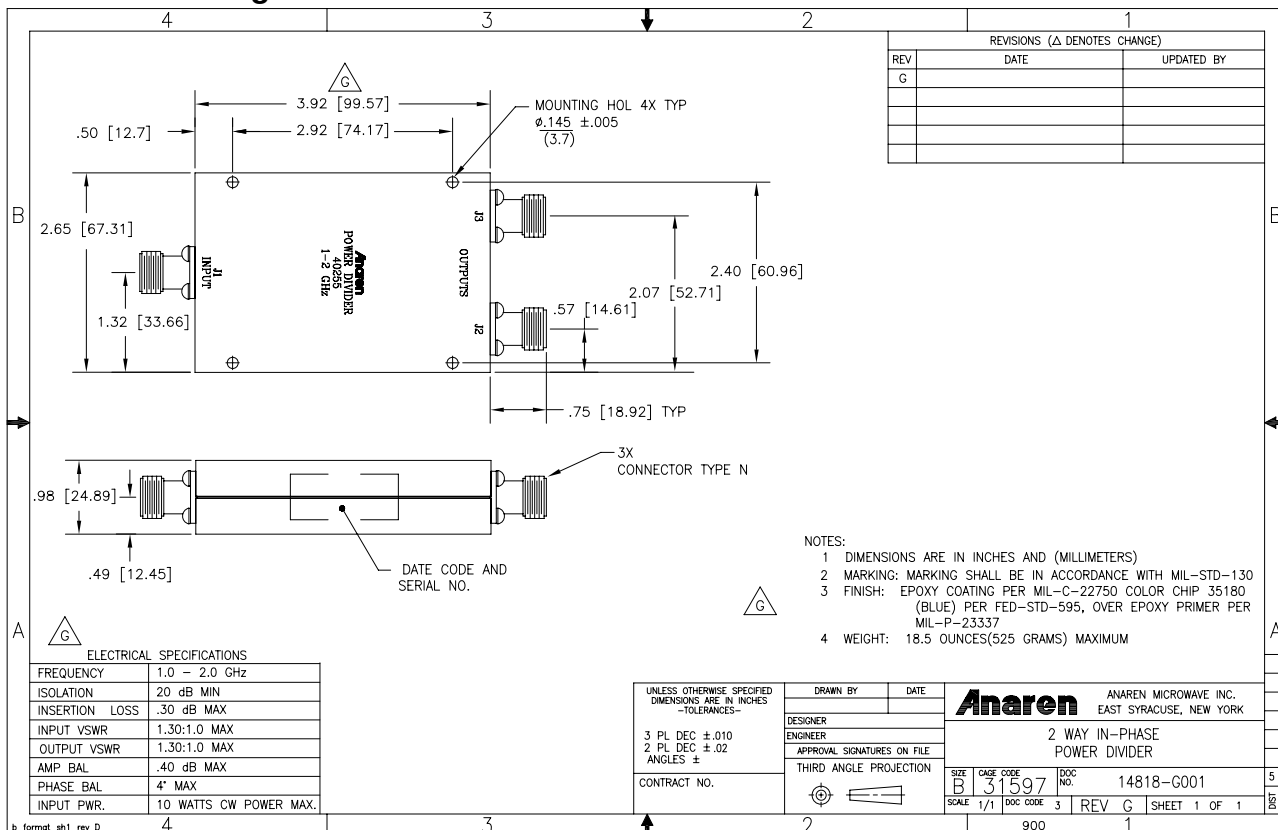 4 3 2 1
REVISIONS (△ DENOTES CHANGE)
REV DATE UPDATED BY
G
G
3.92 [99.57]
.50 [12.7]
2.92 [74.17]
MOUNTING HOL 4X TYP
ø.145 ±.005
(3.7)
B
B
2.65 [67.31]
1.32 [33.66]
J1
INPUT
Anaren
POWER DIVIDER
40255
1-2 GHz
OUTPUTS
J3
J2
2.40 [60.96]
2.07 [52.71]
.57 [14.61]
.75 [18.92] TYP
3X
CONNECTOR TYPE N
.98 [24.89]
.49 [12.45]
DATE CODE AND
SERIAL NO.
NOTES:
1 DIMENSIONS ARE IN INCHES AND (MILLIMETERS)
2 MARKING: MARKING SHALL BE IN ACCORDANCE WITH MIL-STD-130
3 FINISH: EPOXY COATING PER MIL-C-22750 COLOR CHIP 35180
(BLUE) PER FED-STD-595, OVER EPOXY PRIMER PER
MIL-P-23337
4 WEIGHT: 18.5 OUNCES(525 GRAMS) MAXIMUM
G
A
A
G
ELECTRICAL SPECIFICATIONS
FREQUENCY 1.0 - 2.0 GHz
ISOLATION 20 dB MIN
INSERTION LOSS .30 dB MAX
INPUT VSWR 1.30:1.0 MAX
OUTPUT VSWR 1.30:1.0 MAX
AMP BAL .40 dB MAX
PHASE BAL 4° MAX
INPUT PWR. 10 WATTS CW POWER MAX.
UNLESS OTHERWISE SPECIFIED
DIMENSIONS ARE IN INCHES
-TOLERANCES-
3 PL DEC ±.010
2 PL DEC ±.02
ANGLES ±
CONTRACT NO.
DRAWN BY DATE
DESIGNER
ENGINEER
APPROVAL SIGNATURES ON FILE
THIRD ANGLE PROJECTION
Anaren
ANAREN MICROWAVE INC.
EAST SYRACUSE, NEW YORK
2 WAY IN-PHASE
POWER DIVIDER
SIZE B CAGE CODE 31597 DOC NO. 14818-G001
SCALE 1/1 DOC CODE 3 REV G SHEET 1 OF 1
5
DIST
b format sh1 rev D
4 3 2 900 1